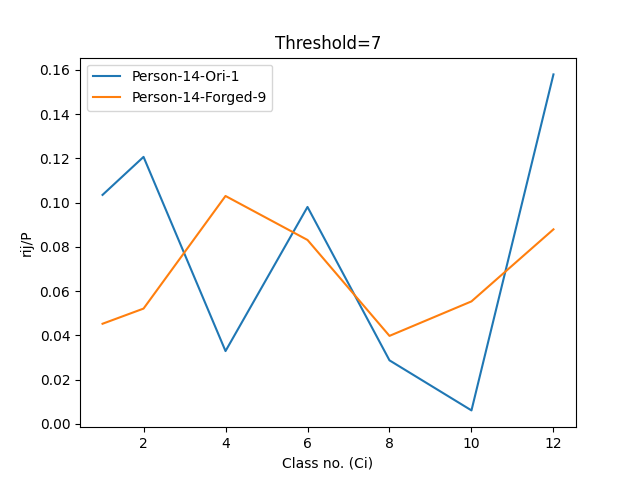 Threshold=7
Person-14-Ori-1
Person-14-Forged-9
rij/P
0.16
0.14
0.12
0.10
0.08
0.06
0.04
0.02
0.00
2 4 6 8 10 12
Class no. (Ci)